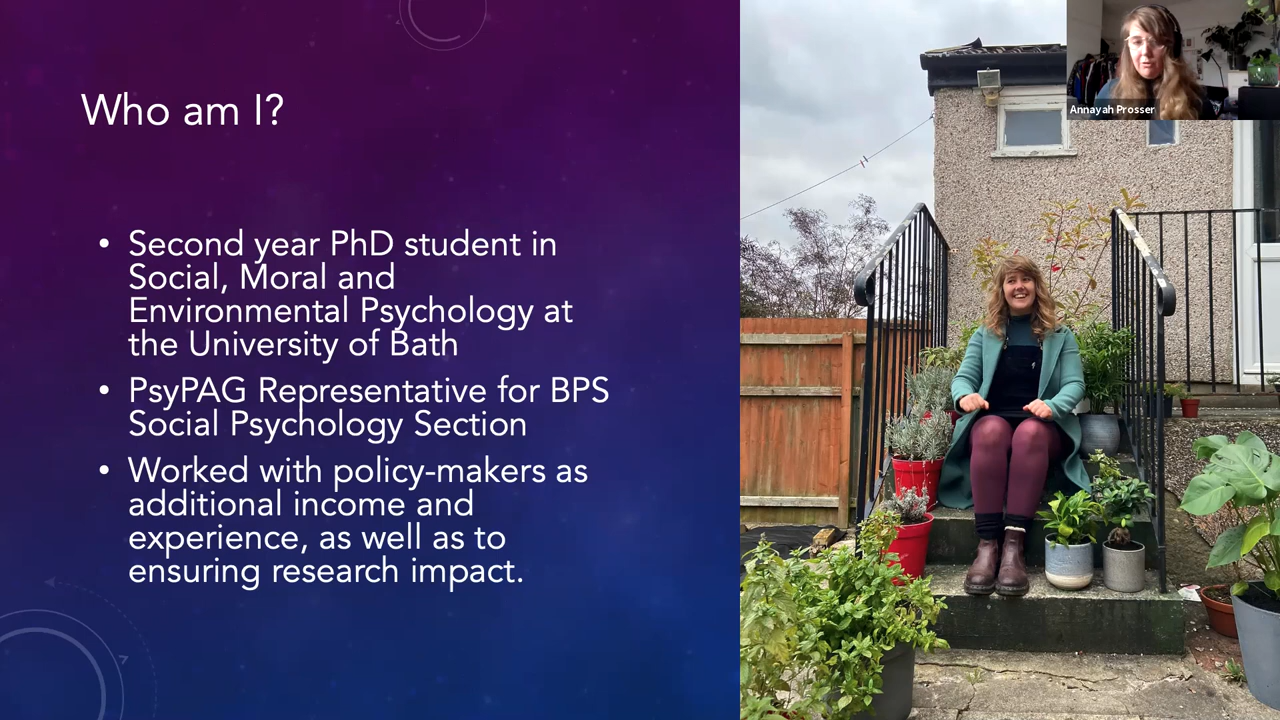 Who am I?
• Second year PhD student in
Social, Moral and
Environmental Psychology at
the University of Bath
• PsyPAG Representative for BPS
Social Psychology Section
• Worked with policy-makers as
additional income and
experience, as well as to
ensuring research impact.
Annayah Prosser